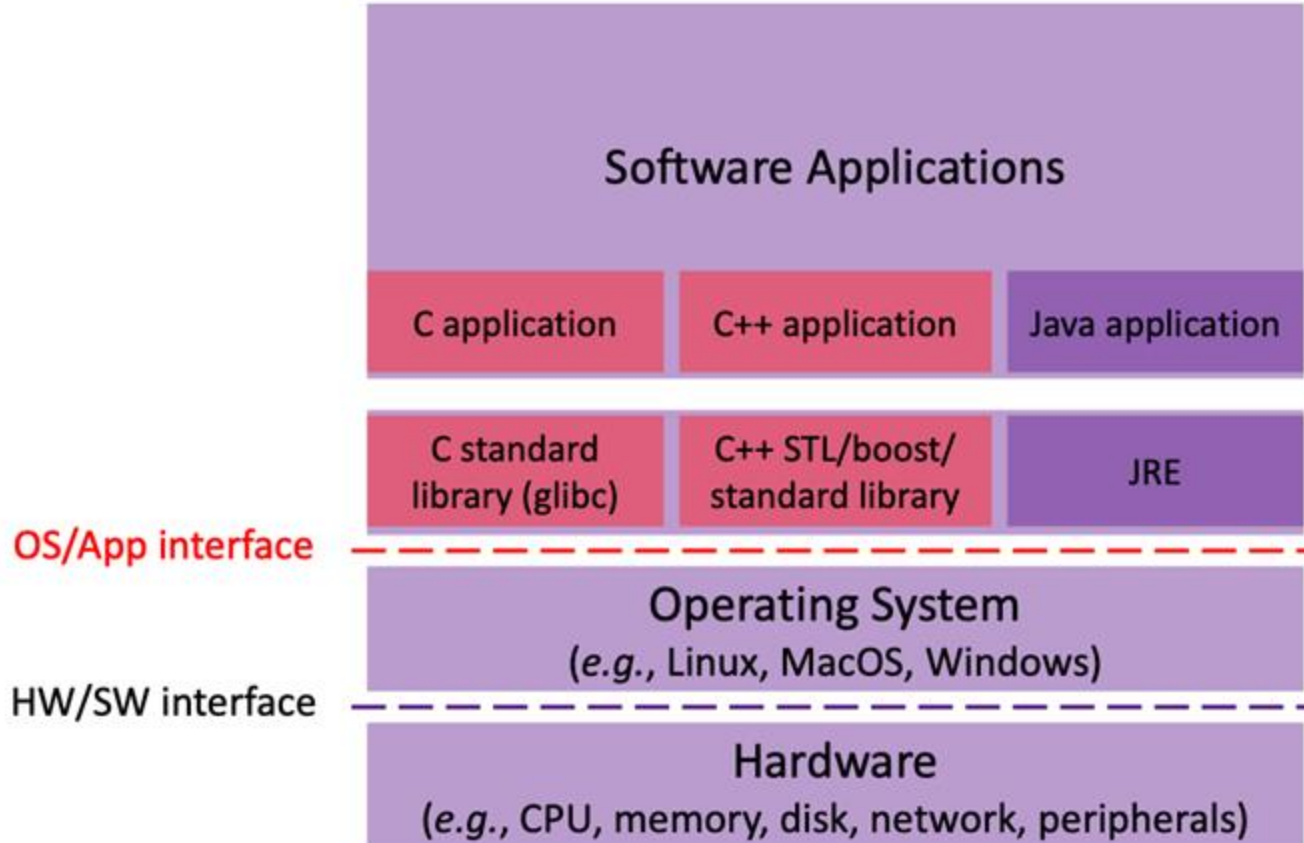 Software Applications
C application
C++ application
Java application
C standard
library (glibc)
C++ STL/boost/
standard library
JRE
OS/App interface
Operating System
(e.g., Linux, MacOS, Windows)
HW/SW interface
Hardware
(e.g., CPU, memory, disk, network, peripherals)